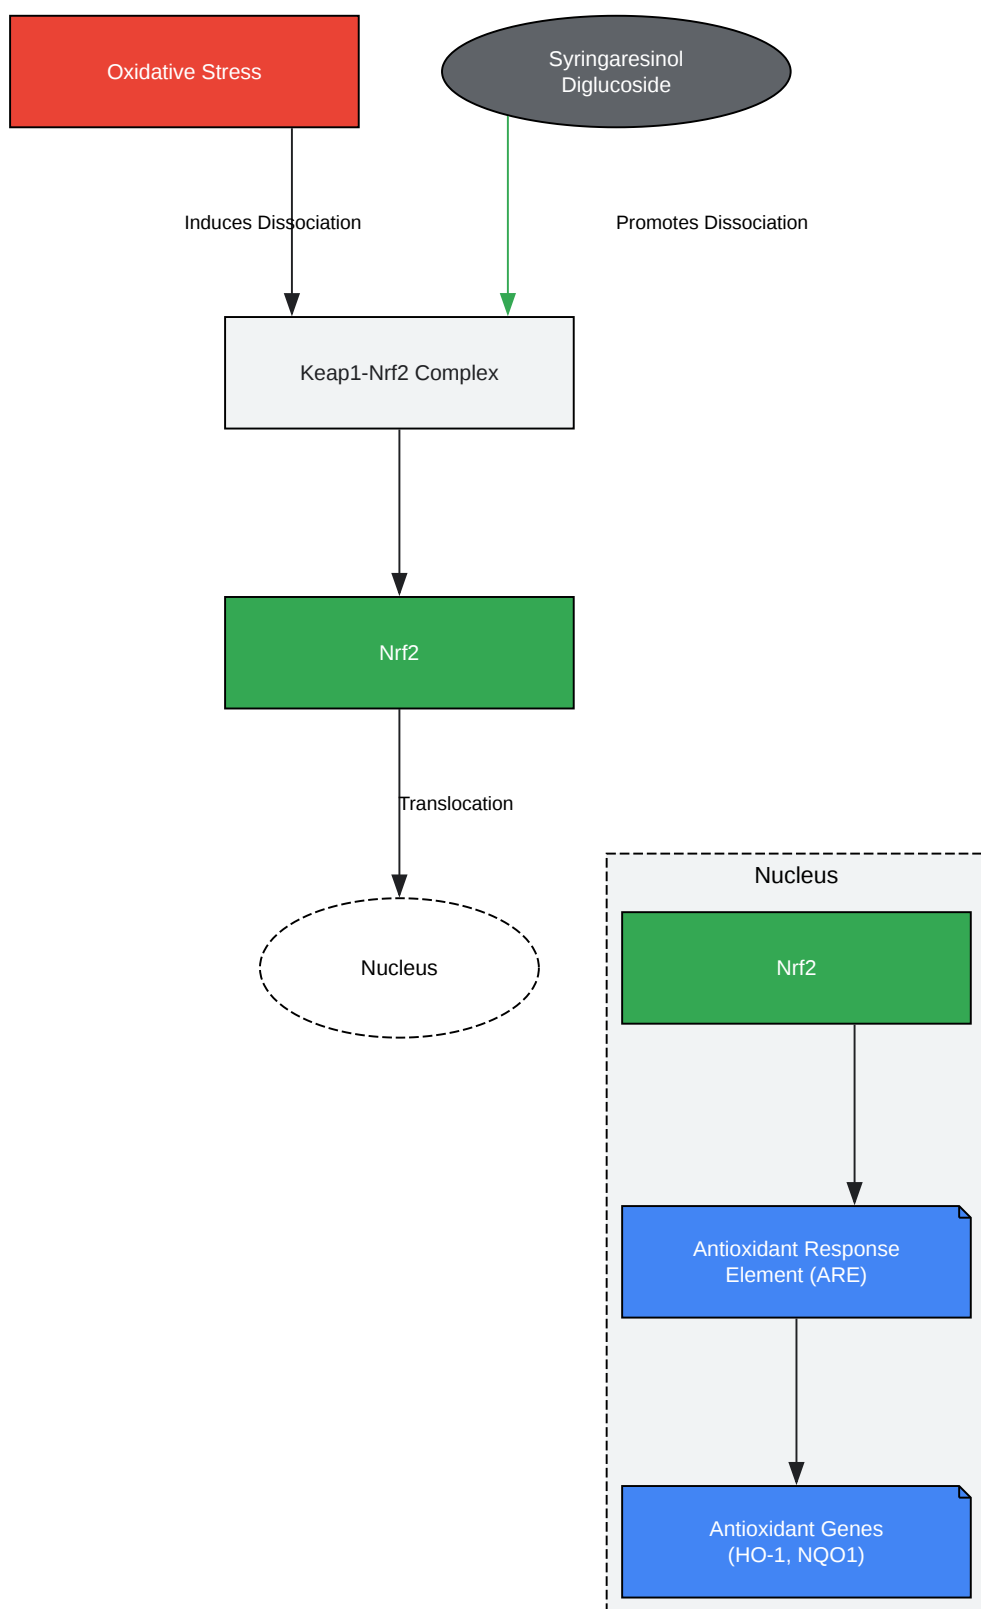 Oxidative Stress
Syringaresinol
Diglucoside
Induces Dissociation
Promotes Dissociation
Keap1-Nrf2 Complex
Nrf2
Translocation
Nucleus
Nucleus
Nrf2
Antioxidant Response
Element (ARE)
Antioxidant Genes
(HO-1, NQO1)